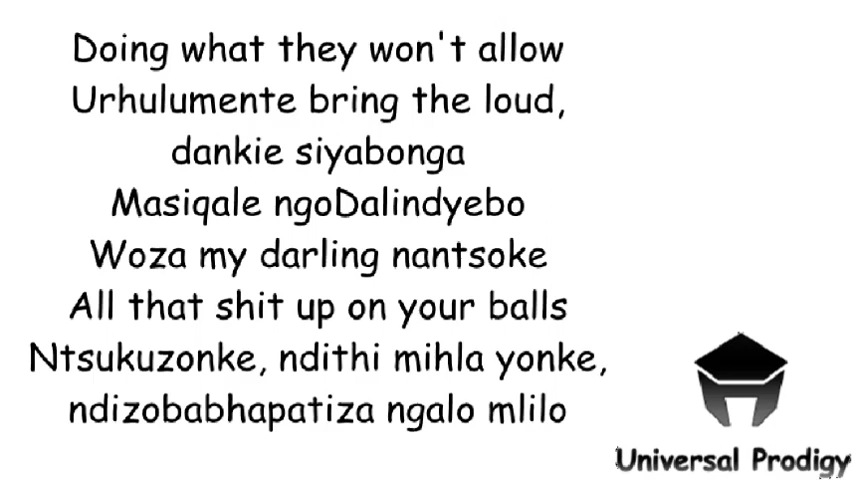 Doing what they won't allow
Urhulumente bring the loud,
dankie siyabonga
Masiqale ngoDalindyebo
Woza my darling nantsoke
All that shit up on your balls
Ntsukuzonke, ndithi mihla yonke,
ndizobabhapatiza ngalo mlilo
Universal Prodigy